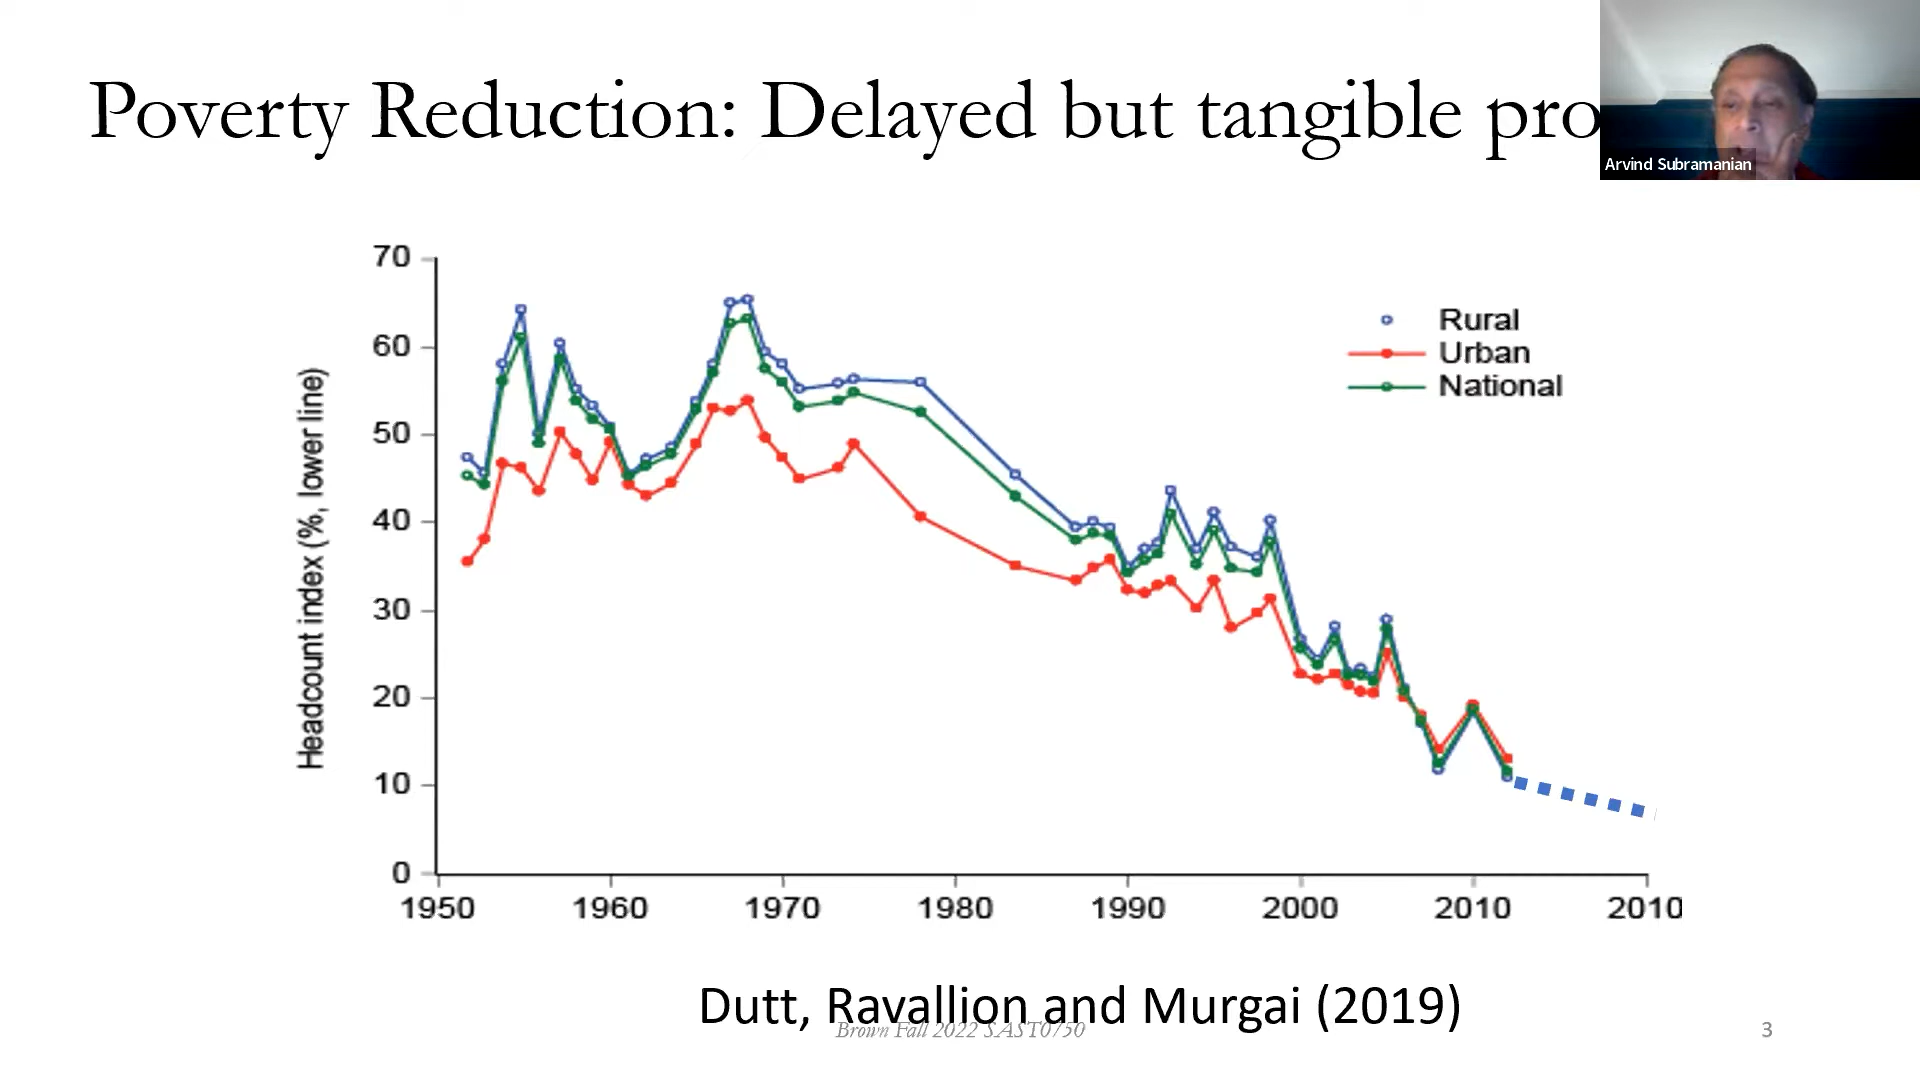 Poverty Reduction: Delayed but tangible pro
Arvind Subramanian
Headcount index (%, lower line)
70
60
50
40
30
20
10
0
Rural
Urban
National
1950 1960 1970 1980 1990 2000 2010 2010
Dutt, Ravallion and Murgai (2019)
Brown Fall 2022 SAST0750
3